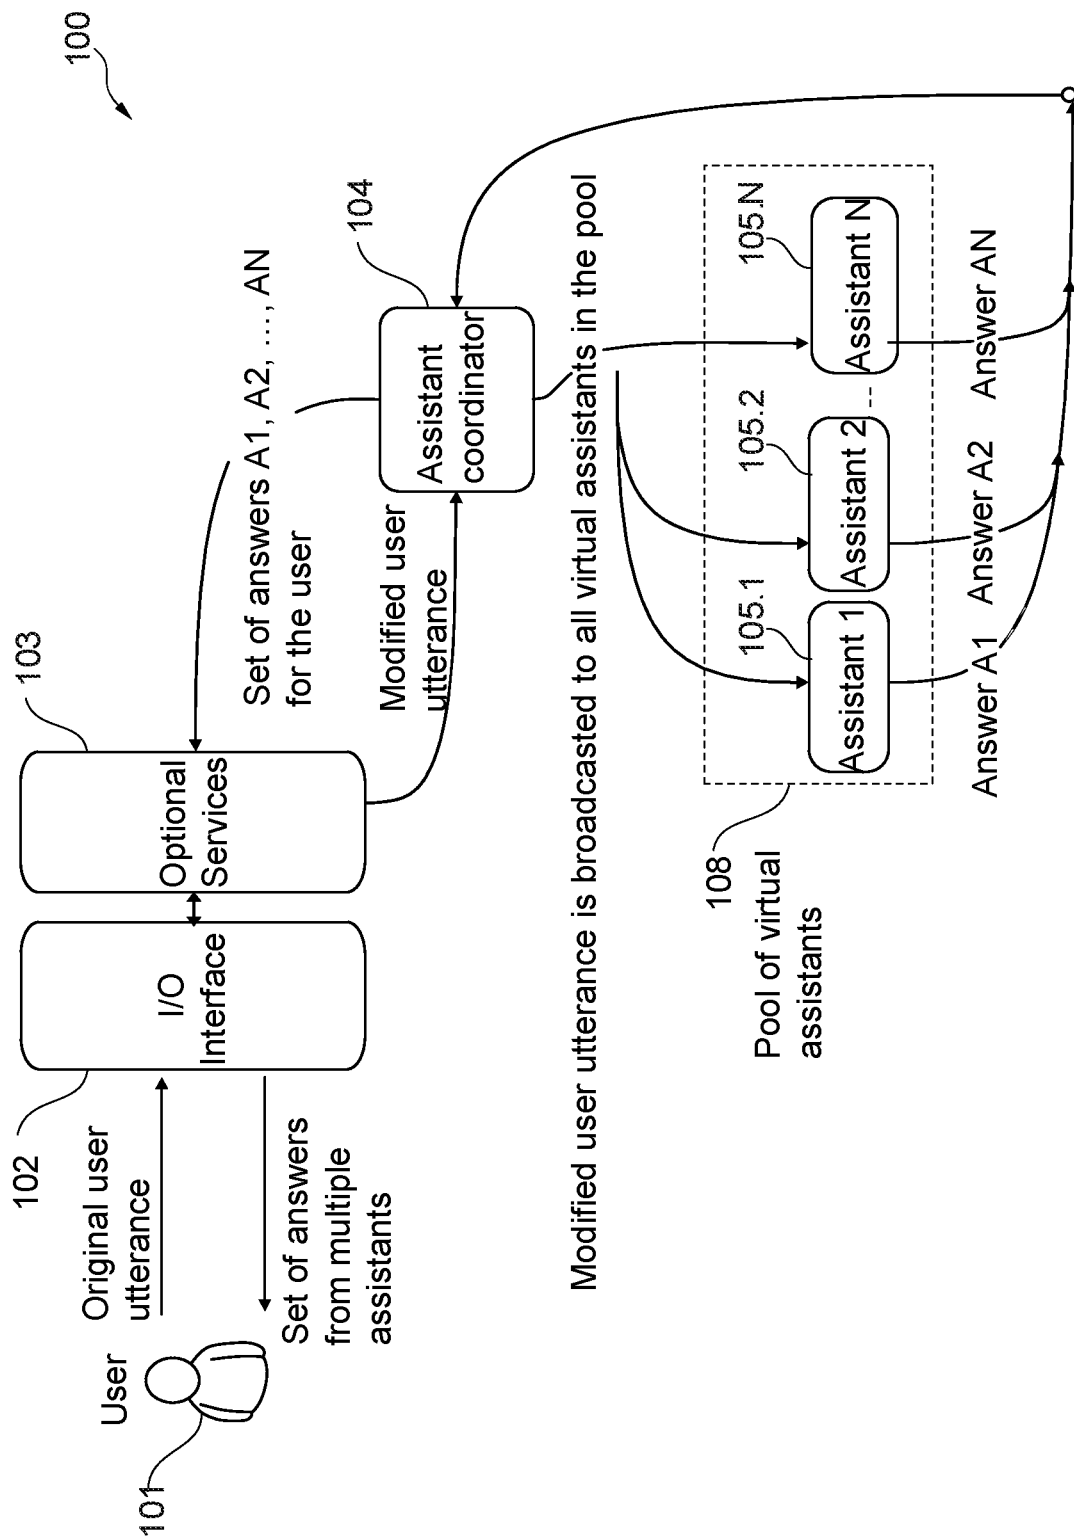 100
User
101
Original user
utterance
Set of answers
from multiple
assistants
102
I/O
Interface
103
Optional
Services
Set of answers A1, A2, ..., AN
for the user
Modified user
utterance
104
Assistant
coordinator
Modified user utterance is broadcasted to all virtual assistants in the pool
108
Pool of virtual
assistants
105.1
Assistant 1
105.2
Assistant 2
105.N
Assistant N
Answer A1
Answer A2
Answer AN